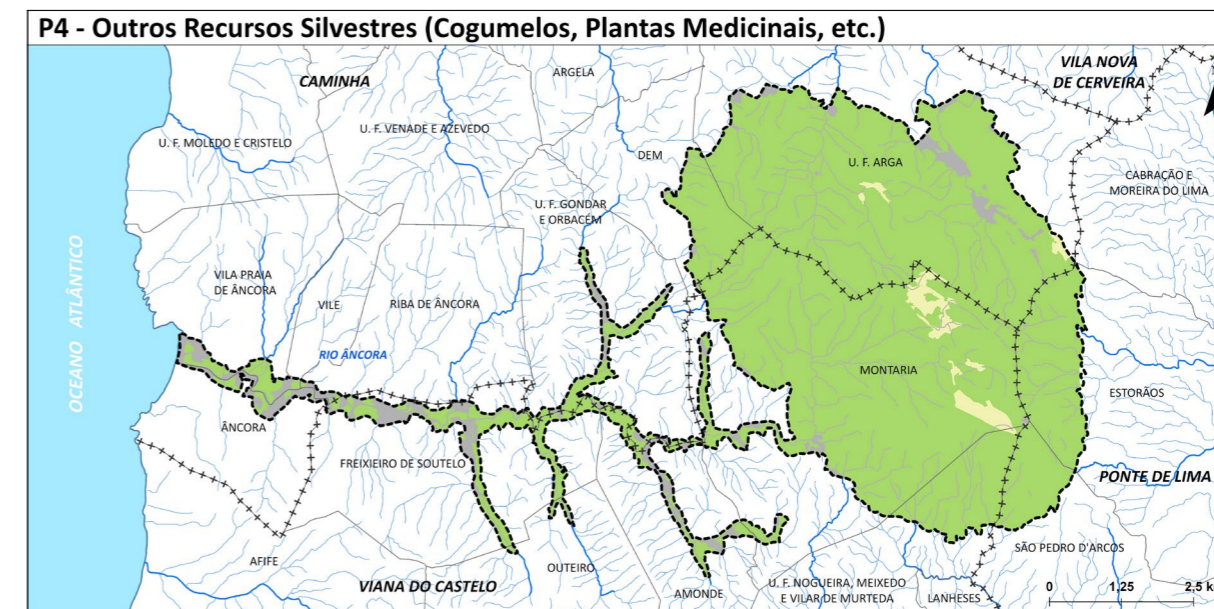 P4 - Outros Recursos Silvestres (Cogumelos, Plantas Medicinais, etc.)
CAMINHA
ARGELA
VILA NOVA
DE CERVEIRA
U. F. VENADE E AZEVEDO
U. F. MOLEDO E CRISTELO
DEM
U. F. ARGA
CABRAÇÃO E
MOREIRA DO LIMA
U. F. GONDAR
E ORBACÉM
OCEANO ATLÂNTICO
VILA PRAIA
DE ÂNCORA
VILE
RIBA DE ÂNCORA
RIO ÂNCORA
MONTARIA
ESTORÃOS
ÂNCORA
FREIXIEIRO DE SOUTELO
PONTE DE LIMA
SÃO PEDRO D'ARCOS
AFIFE
OUTEIRO
VIANA DO CASTELO
AMONDE
U. F. NOGUEIRA, MEIXEDO
E VILAR DE MURTEDA
LANHESES
0 1,25 2,5 k